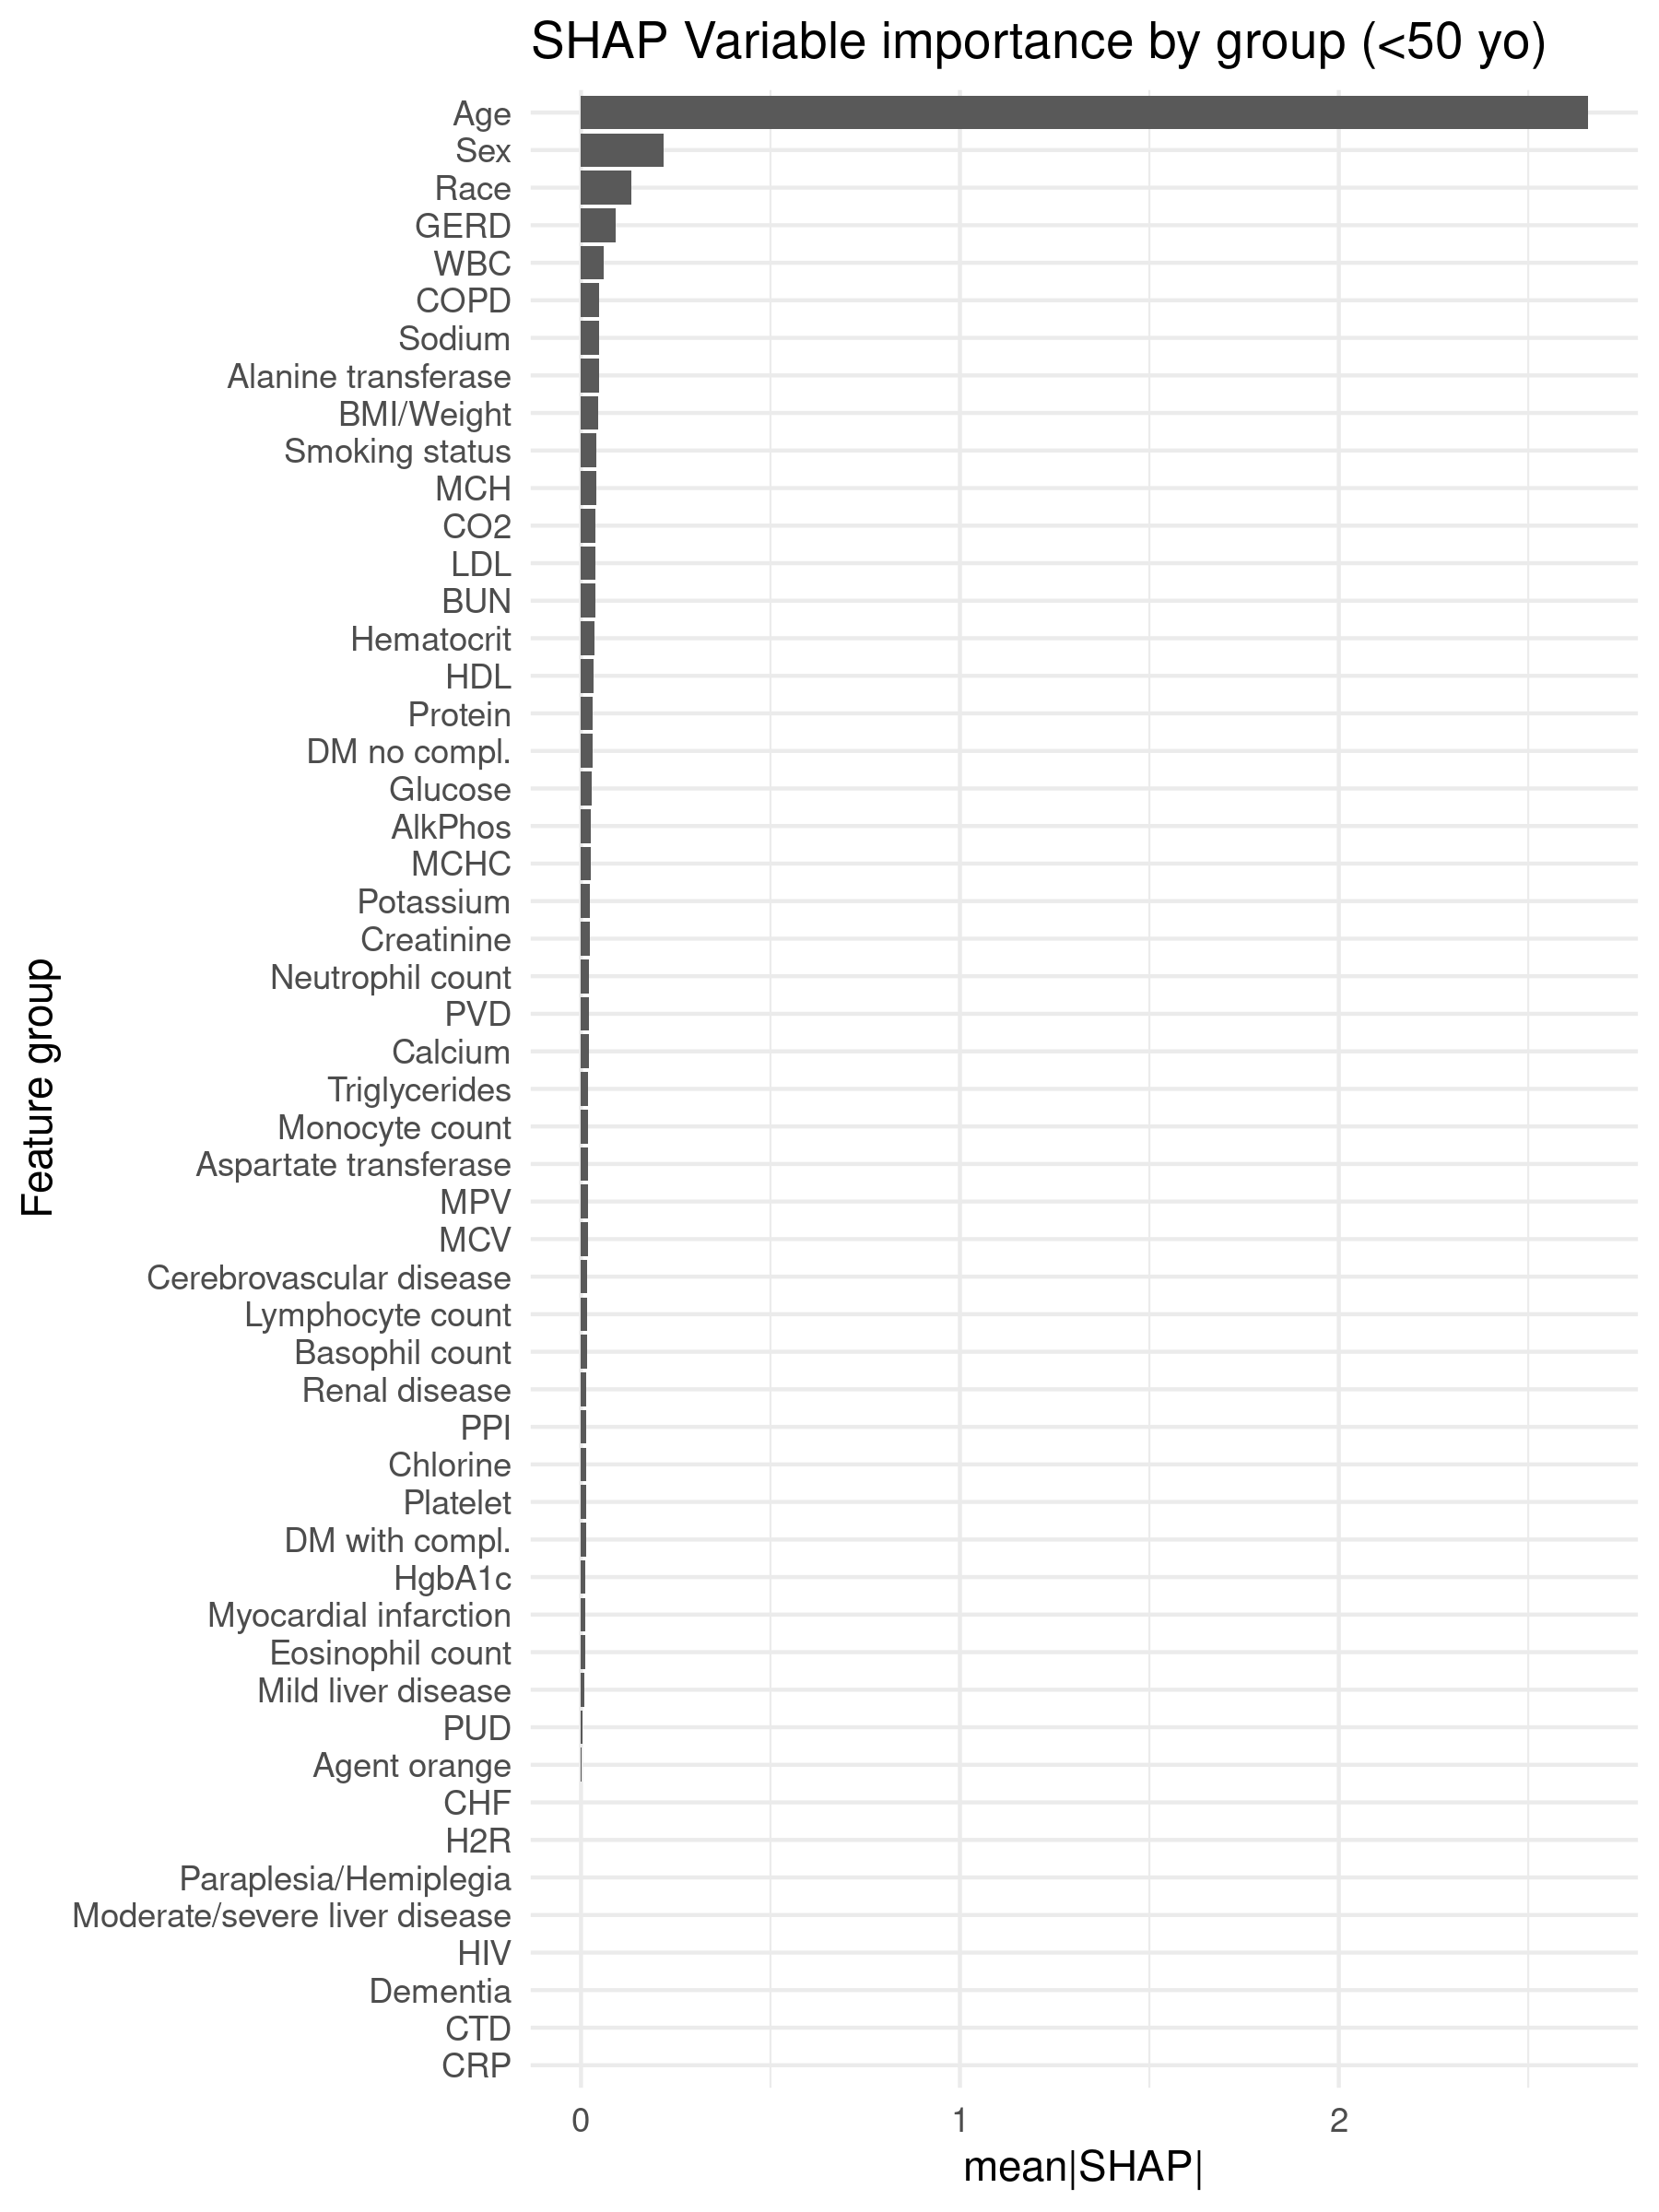 SHAP Variable importance by group (<50 yo)
Age
Sex
Race
GERD
WBC
COPD
Sodium
Alanine transferase
BMI/Weight
Smoking status
MCH
CO2
LDL
BUN
Hematocrit
HDL
Protein
DM no compl.
Glucose
AlkPhos
MCHC
Potassium
Creatinine
Neutrophil count
PVD
Calcium
Triglycerides
Monocyte count
Aspartate transferase
MPV
MCV
Cerebrovascular disease
Lymphocyte count
Basophil count
Renal disease
PPI
Chlorine
Platelet
DM with compl.
HgbA1c
Myocardial infarction
Eosinophil count
Mild liver disease
PUD
Agent orange
CHF
H2R
Paraplesia/Hemiplegia
Moderate/severe liver disease
HIV
Dementia
CTD
CRP
Feature group
0 1 2
mean|SHAP|